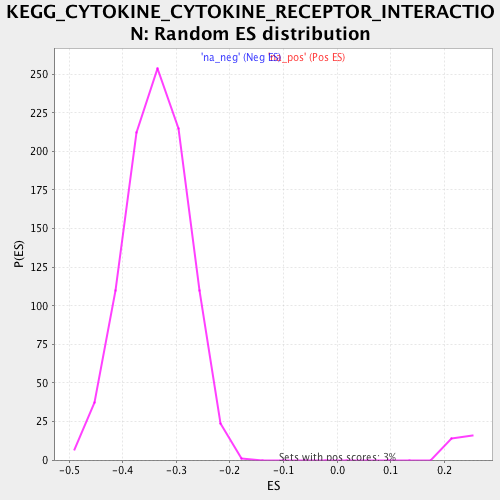 KEGG_CYTOKINE_CYTOKINE_RECEPTOR_INTERACTIO
N: Random ES distribution
'na_neg' (Neg ES) 'na_pos' (Pos ES)
250
225
200
175
150
125
100
75
50
25
0
P(ES)
Sets with pos scores: 3%
-0.5 -0.4 -0.3 -0.2 -0.1 0.0 0.1 0.2
ES